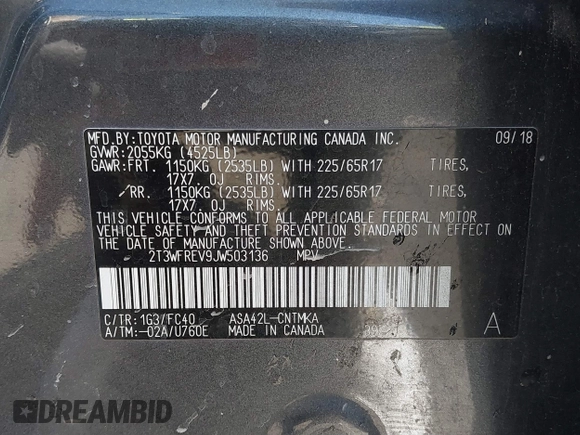 MFD.BY:TOYOTA MOTOR MANUFACTURING CANADA INC. 09/18
GVWR:2055KG (4525LB)
GAWR:FRT. 1150KG (2535LB) WITH 225/65R17 TIRES,
17X7.0J RIMS.
RR. 1150KG (2535LB) WITH 225/65R17 TIRES,
17X7.0J RIMS.
THIS VEHICLE CONFORMS TO ALL APPLICABLE FEDERAL MOTOR
VEHICLE SAFETY AND THEFT PREVENTION STANDARDS IN EFFECT ON
THE DATE OF MANUFACTURE SHOWN ABOVE.
2T3WFREV9JW503136 MPV
C/TR:1G3/FC40 ASA42L-CNTMKA
A/TM:-02A/U760E MADE IN CANADA A
DREAMBID